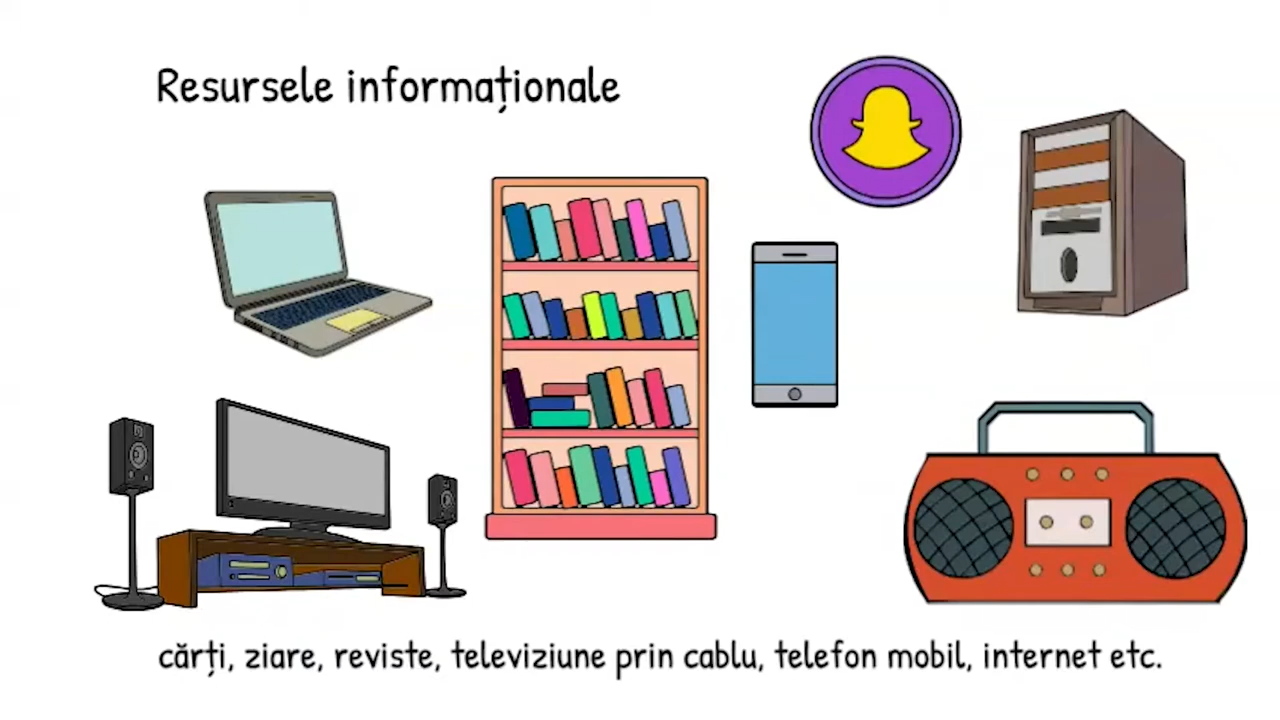 Resursele informaționale
cărți, ziare, reviste, televiziune prin cablu, telefon mobil, internet etc.